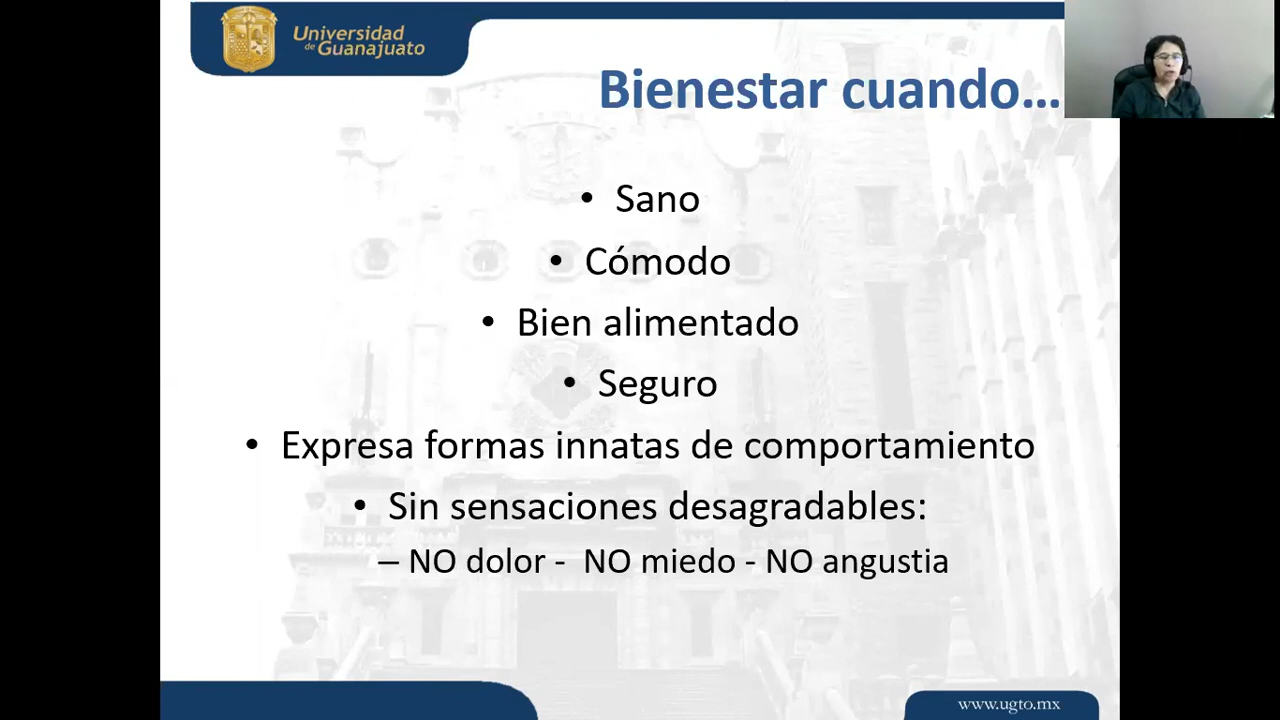 Universidad
de Guanajuato
Bienestar cuando...
• Sano
• Cómodo
• Bien alimentado
• Seguro
• Expresa formas innatas de comportamiento
• Sin sensaciones desagradables:
– NO dolor - NO miedo - NO angustia
www.ugto.mx